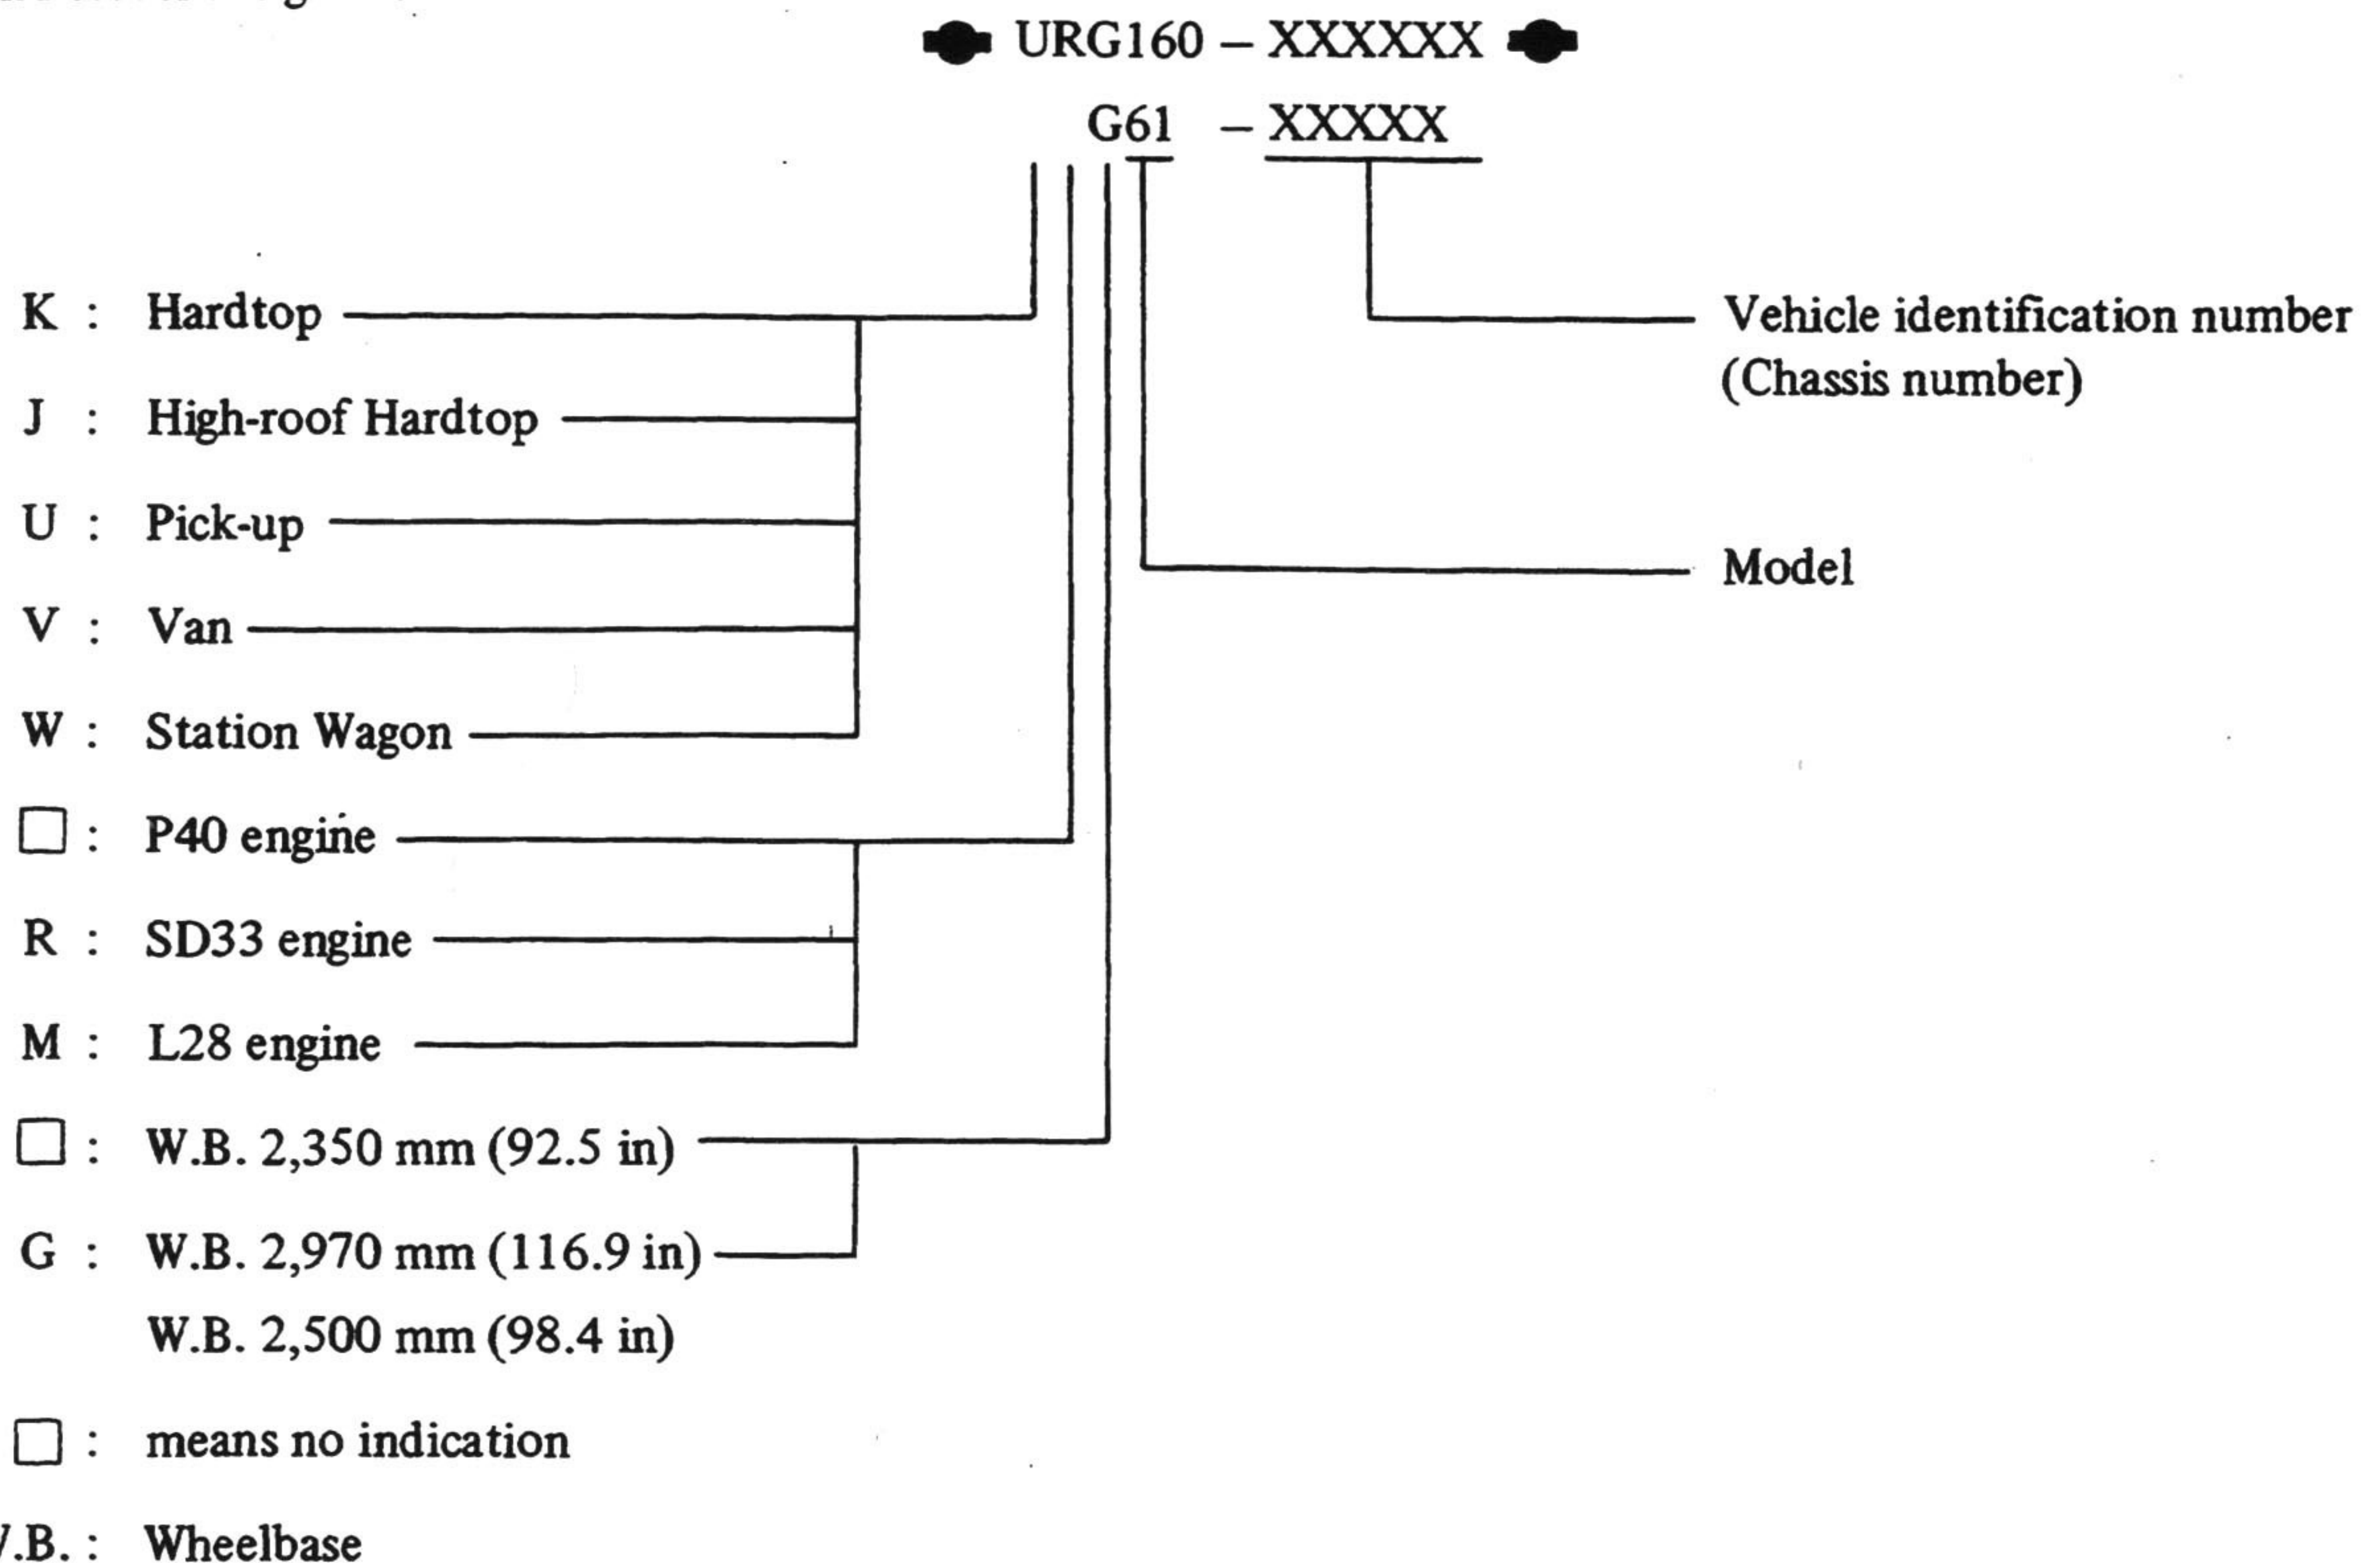 URG160 – XXXXXX
G61 – XXXXX
K : Hardtop
Vehicle identification number
(Chassis number)
J : High-roof Hardtop
U : Pick-up
Model
V : Van
W : Station Wagon
□ : P40 engine
R : SD33 engine
M : L28 engine
□ : W.B. 2,350 mm (92.5 in)
G : W.B. 2,970 mm (116.9 in)
W.B. 2,500 mm (98.4 in)
□ : means no indication
.B. : Wheelbase